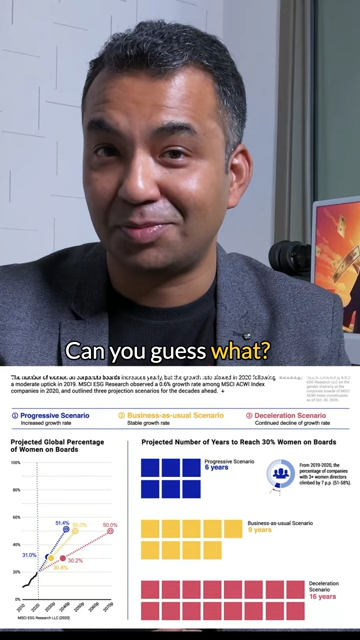 Can you guess what?
The number of women on corporate boards increases yearly, but the growth rate slowed in 2020 following
a moderate uptick in 2019. MSCI ESG Research observed a 0.6% growth rate among MSCI ACWI Index
companies in 2020, and outlined three projection scenarios for the decades ahead.
① Progressive Scenario
Increased growth rate
② Business-as-usual Scenario
Stable growth rate
③ Deceleration Scenario
Continued decline of growth rate
Projected Global Percentage
of Women on Boards
100%
80%
60%
40%
20%
0%
51.4%
50.0%
50.0%
31.0%
30.8%
30.2%
2010
2020
2030
MSCI ESG Research LLC (2020)
Projected Number of Years to Reach 30% Women on Boards
Progressive Scenario
6 years
From 2019-2020, the
percentage of companies
with 3+ women directors
climbed by 7 p.p. (51-58%).
Business-as-usual Scenario
9 years
Deceleration
Scenario
16 years